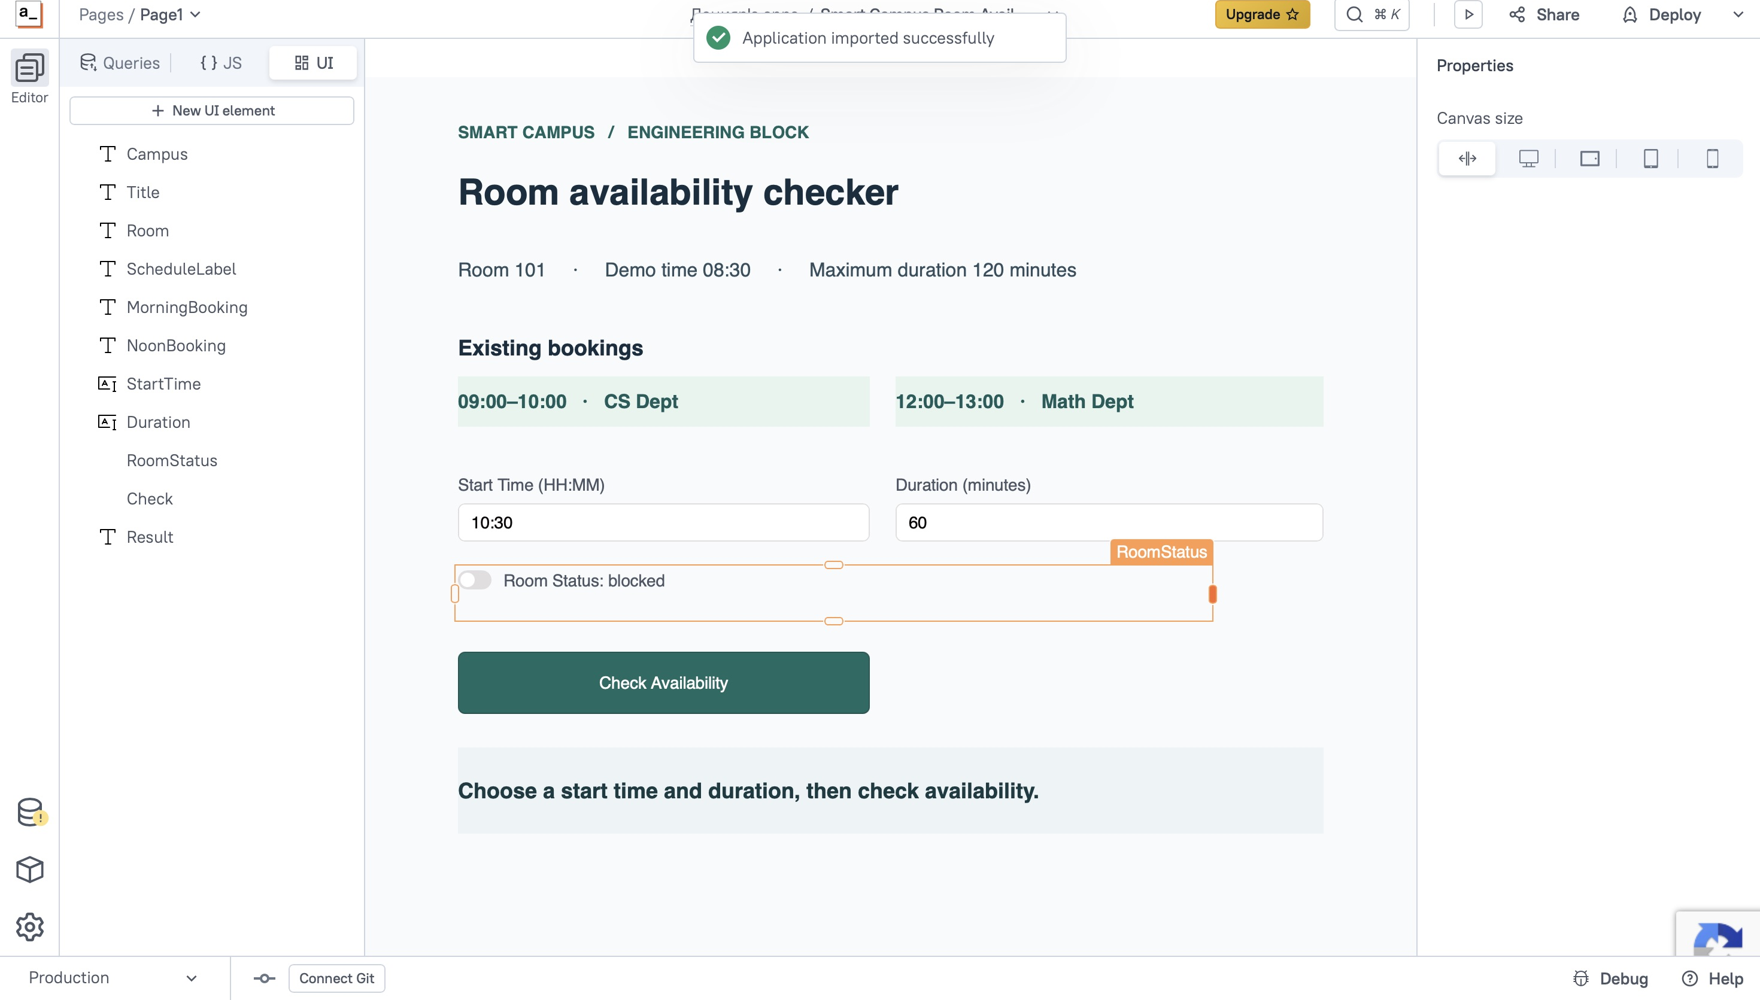 a_
Pages / Page1
Smart Campus Room Avail
Upgrade
⌘ K
Share
Deploy
Application imported successfully
Editor
Queries
{ } JS
UI
+ New UI element
Campus
Title
Room
ScheduleLabel
MorningBooking
NoonBooking
StartTime
Duration
RoomStatus
Check
Result
SMART CAMPUS / ENGINEERING BLOCK
Room availability checker
Room 101 · Demo time 08:30 · Maximum duration 120 minutes
Existing bookings
09:00–10:00 · CS Dept
12:00–13:00 · Math Dept
Start Time (HH:MM)
Duration (minutes)
10:30
60
RoomStatus
Room Status: blocked
Check Availability
Choose a start time and duration, then check availability.
Properties
Canvas size
Production
Connect Git
Debug
Help